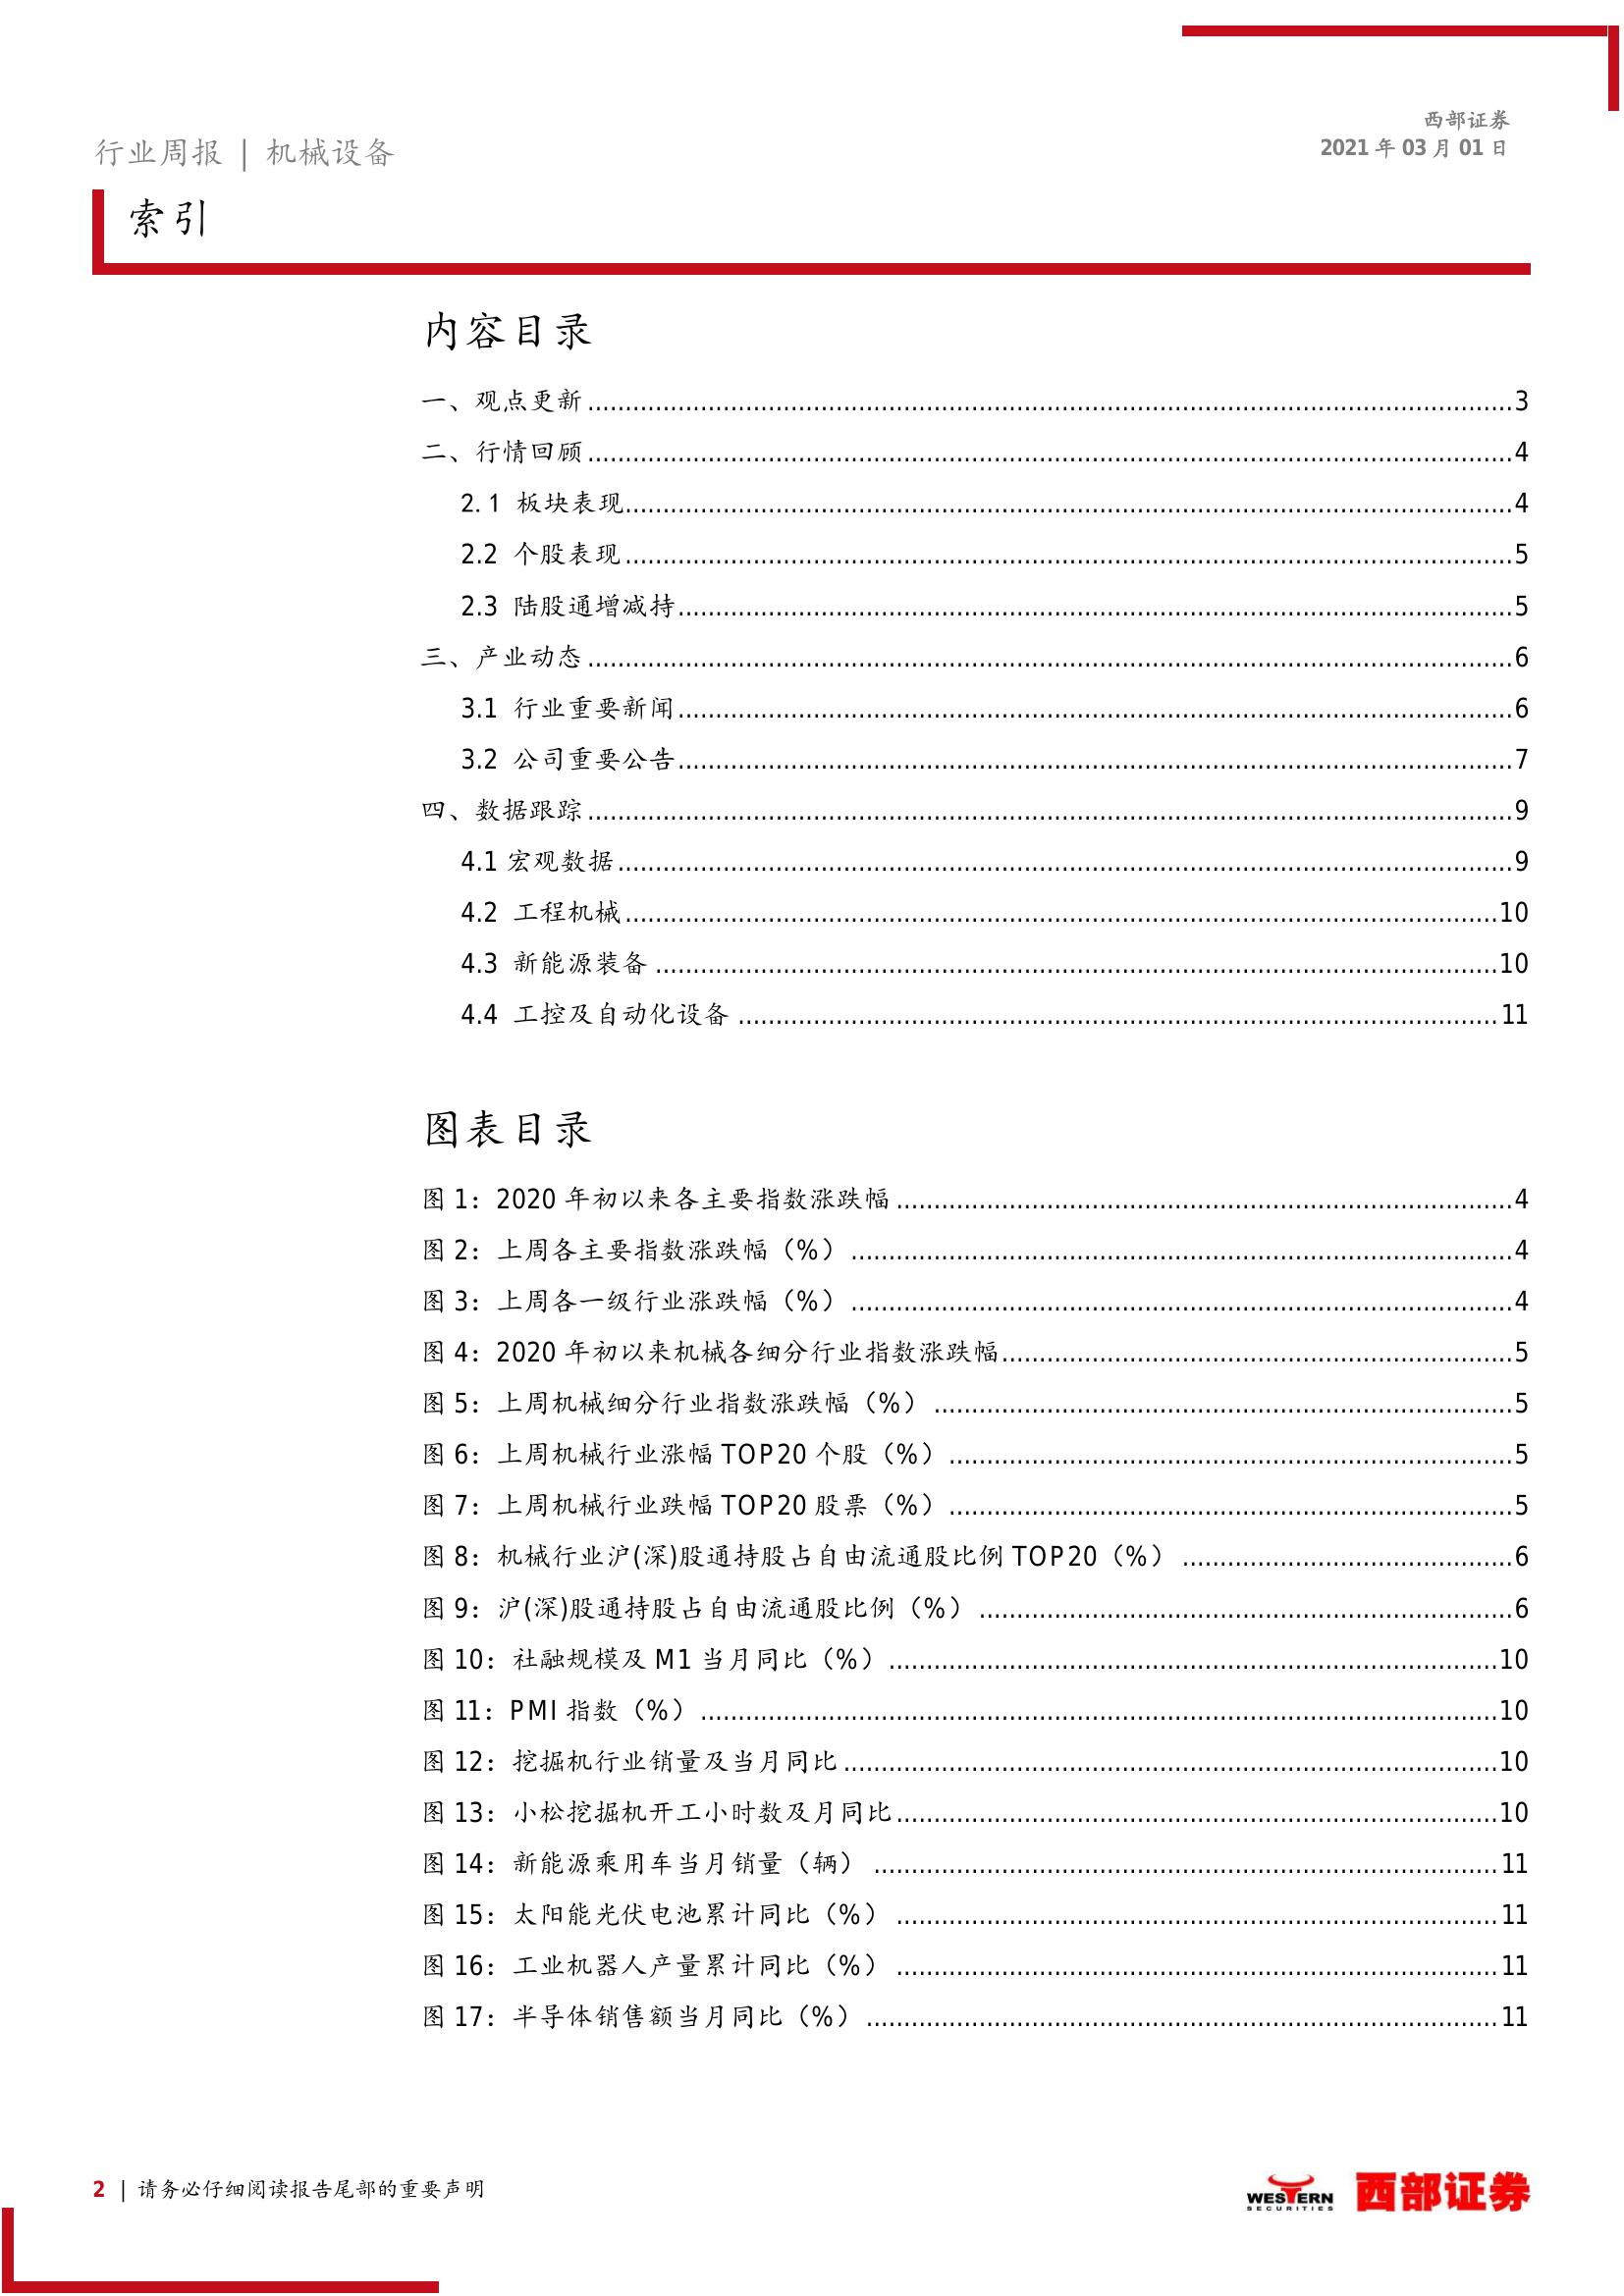 西部证券
2021 年 03 月 01 日
行业周报 | 机械设备
索引
内容目录
一、观点更新 ........ 3
二、行情回顾 ........ 4
2.1 板块表现 ........ 4
2.2 个股表现 ........ 5
2.3 陆股通增减持 ........ 5
三、产业动态 ........ 6
3.1 行业重要新闻 ........ 6
3.2 公司重要公告 ........ 7
四、数据跟踪 ........ 9
4.1 宏观数据 ........ 9
4.2 工程机械 ........ 10
4.3 新能源装备 ........ 10
4.4 工控及自动化设备 ........ 11
图表目录
图 1：2020 年初以来各主要指数涨跌幅 ........ 4
图 2：上周各主要指数涨跌幅（%） ........ 4
图 3：上周各一级行业涨跌幅（%） ........ 4
图 4：2020 年初以来机械各细分行业指数涨跌幅 ........ 5
图 5：上周机械细分行业指数涨跌幅（%） ........ 5
图 6：上周机械行业涨幅 TOP20 个股（%） ........ 5
图 7：上周机械行业跌幅 TOP20 股票（%） ........ 5
图 8：机械行业沪(深)股通持股占自由流通股比例 TOP20（%） ........ 6
图 9：沪(深)股通持股占自由流通股比例（%） ........ 6
图 10：社融规模及 M1 当月同比（%） ........ 10
图 11：PMI 指数（%） ........ 10
图 12：挖掘机行业销量及当月同比 ........ 10
图 13：小松挖掘机开工小时数及月同比 ........ 10
图 14：新能源乘用车当月销量（辆） ........ 11
图 15：太阳能光伏电池累计同比（%） ........ 11
图 16：工业机器人产量累计同比（%） ........ 11
图 17：半导体销售额当月同比（%） ........ 11
2 | 请务必仔细阅读报告尾部的重要声明
WESTERN
SECURITIES
西部证券